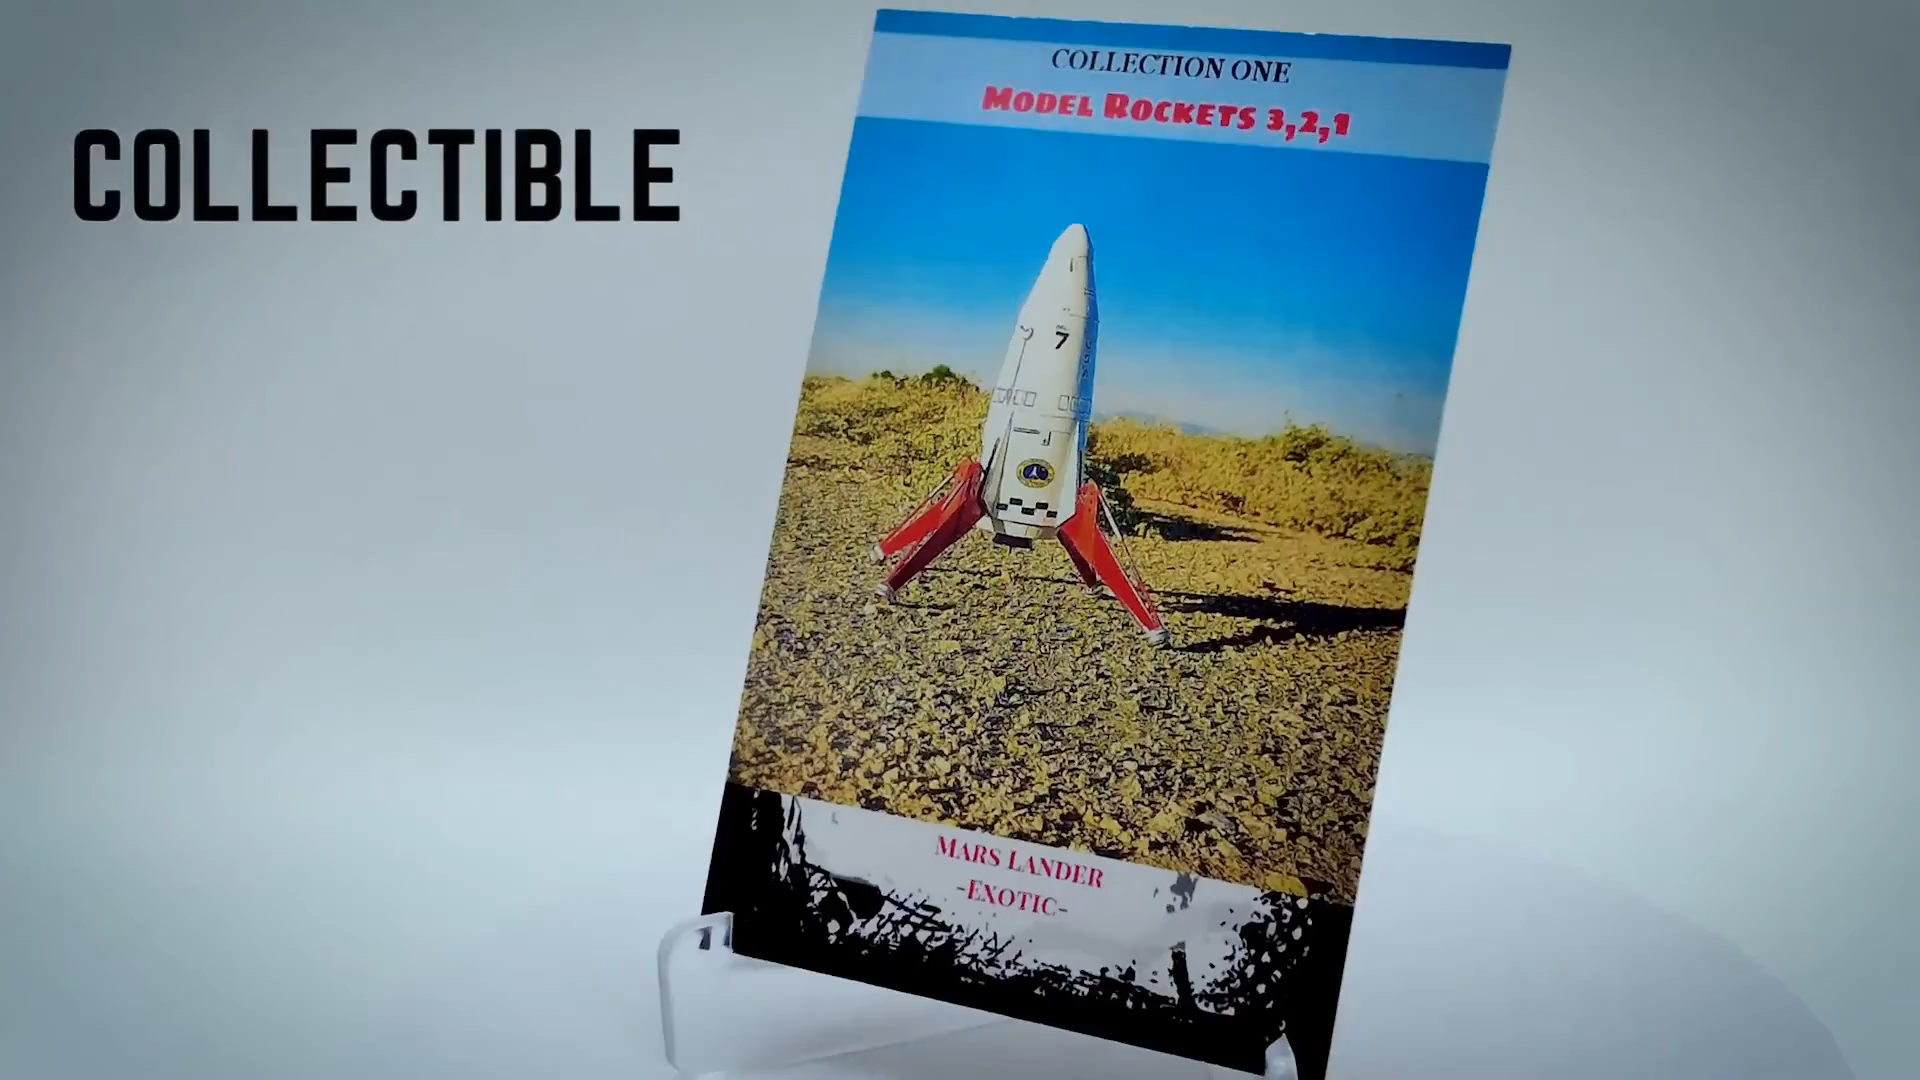 COLLECTIBLE
COLLECTION ONE
MODEL ROCKETS 3,2,1
7
MARS LANDER
-EXOTIC-